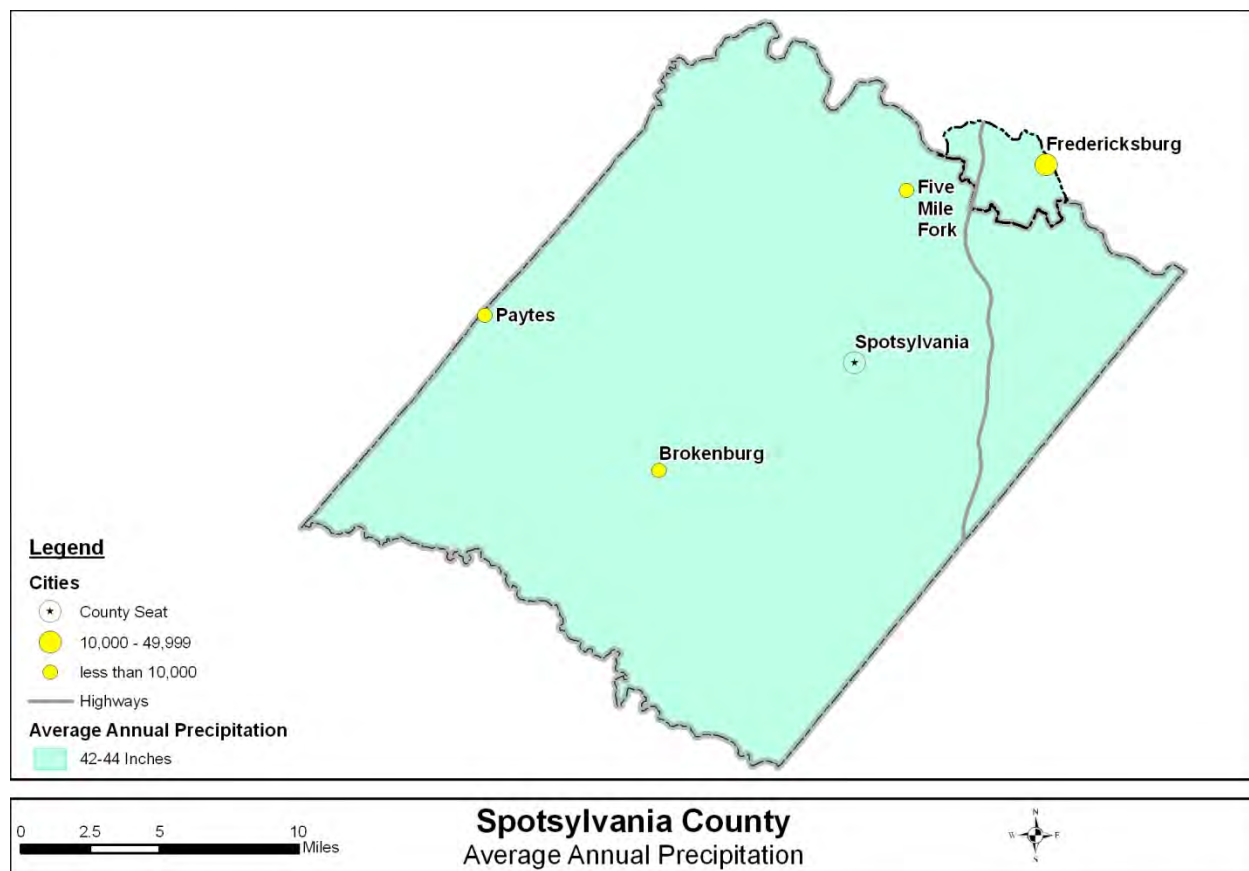 Fredericksburg
Five
Mile
Fork
Paytes
Spotsylvania
Brokenburg
Legend
Cities
County Seat
10,000 - 49,999
less than 10,000
Highways
Average Annual Precipitation
42-44 Inches
0 2.5 5 10
Miles
Spotsylvania County
Average Annual Precipitation
N
W E
S